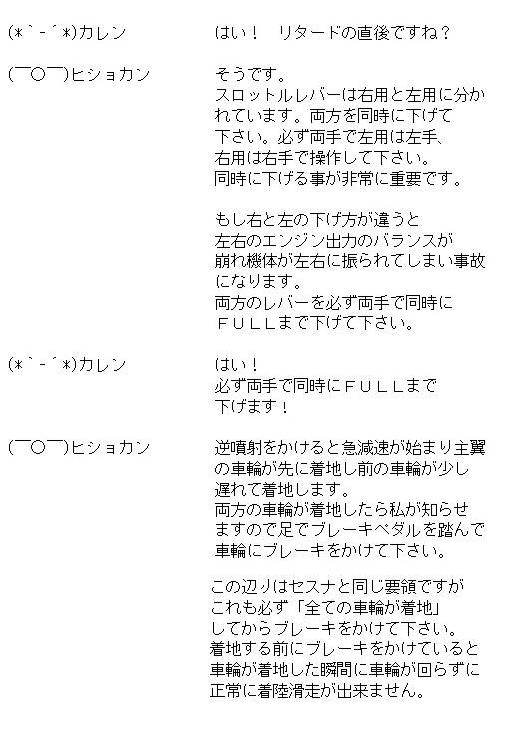 (*｀-´*)カレン　はい！　リタードの直後ですね？
(￣○￣)ヒショカン　そうです。
スロットルレバーは右用と左用に分か
れています。両方を同時に下げて
下さい。必ず両手で左用は左手、
右用は右手で操作して下さい。
同時に下げる事が非常に重要です。
もし右と左の下げ方が違うと
左右のエンジン出力のバランスが
崩れ機体が左右に振られてしまい事故
になります。
両方のレバーを必ず両手で同時に
ＦＵＬＬまで下げて下さい。
(*｀-´*)カレン　はい！
必ず両手で同時にＦＵＬＬまで
下げます！
(￣○￣)ヒショカン　逆噴射をかけると急減速が始まり主翼
の車輪が先に着地し前の車輪が少し
遅れて着地します。
両方の車輪が着地したら私が知らせ
ますので足でブレーキペダルを踏んで
車輪にブレーキをかけて下さい。
この辺りはセスナと同じ要領ですが
これも必ず「全ての車輪が着地」
してからブレーキをかけて下さい。
着地する前にブレーキをかけていると
車輪が着地した瞬間に車輪が回らずに
正常に着陸滑走が出来ません。